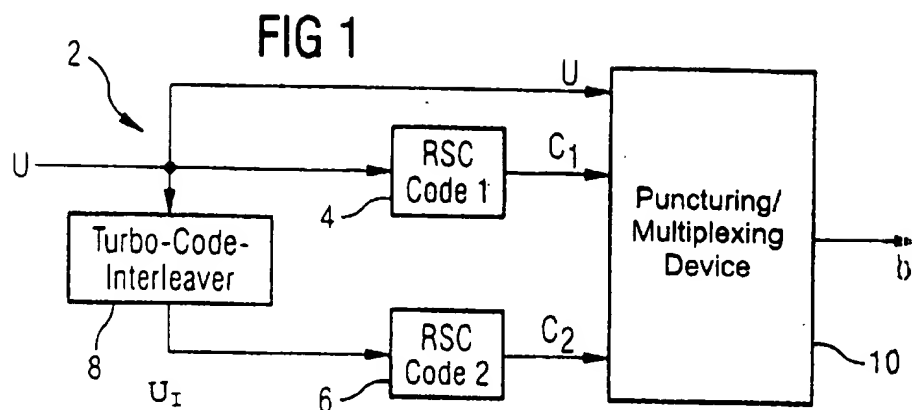 FIG 1
2
U
U
RSC
Code 1
C1
4
Puncturing/
Multiplexing
Device
b
Turbo-Code-
Interleaver
8
UI
RSC
Code 2
C2
6
10